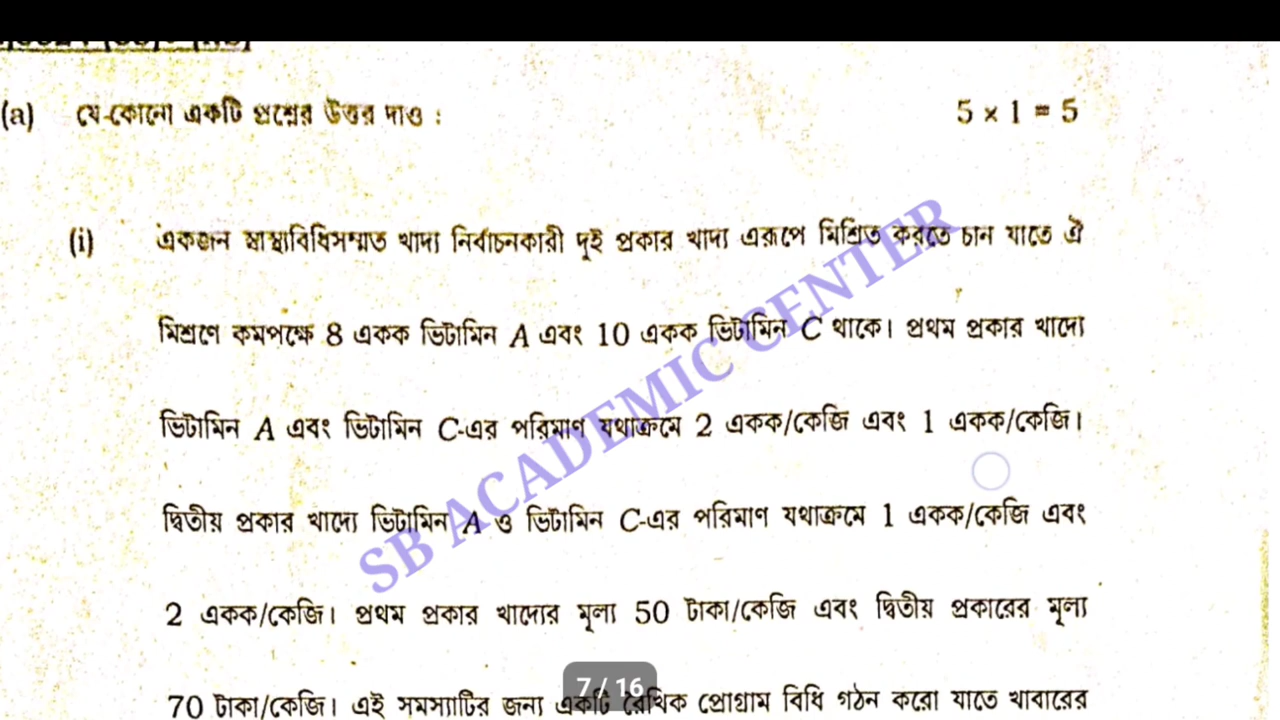 (a) যে-কোনো একটি প্রশ্নের উত্তর দাও : 5 × 1 = 5
(i) একজন স্বাস্থ্যবিধিসম্মত খাদ্য নির্বাচনকারী দুই প্রকার খাদ্য এরূপে মিশ্রিত করতে চান যাতে ঐ
মিশ্রণে কমপক্ষে 8 একক ভিটামিন A এবং 10 একক ভিটামিন C থাকে। প্রথম প্রকার খাদ্যে
ভিটামিন A এবং ভিটামিন C-এর পরিমাণ যথাক্রমে 2 একক/কেজি এবং 1 একক/কেজি।
দ্বিতীয় প্রকার খাদ্যে ভিটামিন A ও ভিটামিন C-এর পরিমাণ যথাক্রমে 1 একক/কেজি এবং
2 একক/কেজি। প্রথম প্রকার খাদ্যের মূল্য 50 টাকা/কেজি এবং দ্বিতীয় প্রকারের মূল্য
70 টাকা/কেজি। এই সমস্যাটির জন্য একটি রৈখিক প্রোগ্রাম বিধি গঠন করো যাতে খাবারের
SB ACADEMIC CENTER
7 / 16